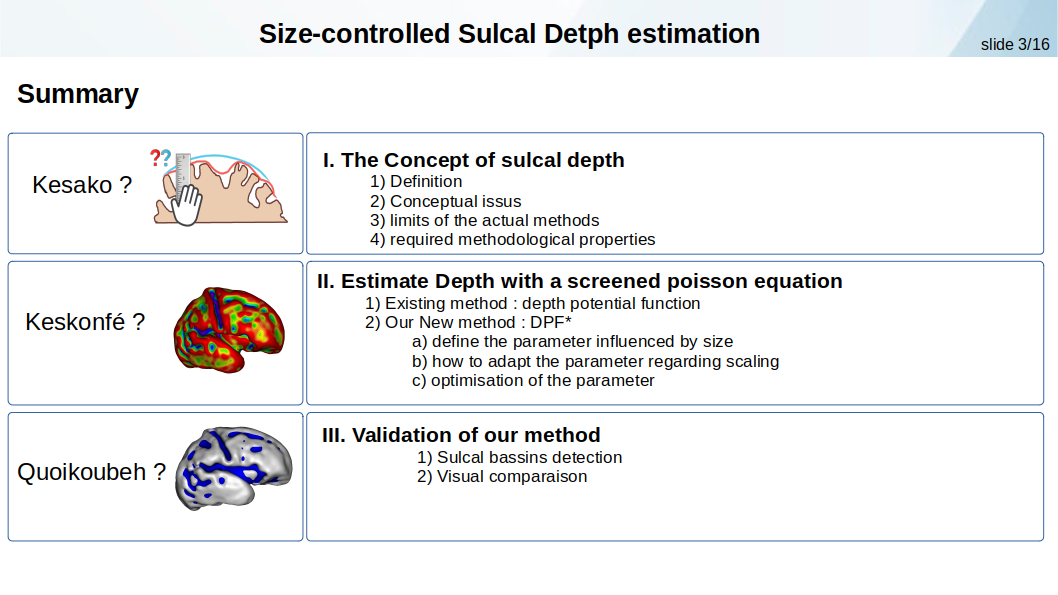 Size-controlled Sulcal Detph estimation
slide 3/16
Summary
Kesako ?
??
I. The Concept of sulcal depth
1) Definition
2) Conceptual issus
3) limits of the actual methods
4) required methodological properties
Keskonfé ?
II. Estimate Depth with a screened poisson equation
1) Existing method : depth potential function
2) Our New method : DPF*
a) define the parameter influenced by size
b) how to adapt the parameter regarding scaling
c) optimisation of the parameter
Quoikoubeh ?
III. Validation of our method
1) Sulcal bassins detection
2) Visual comparaison